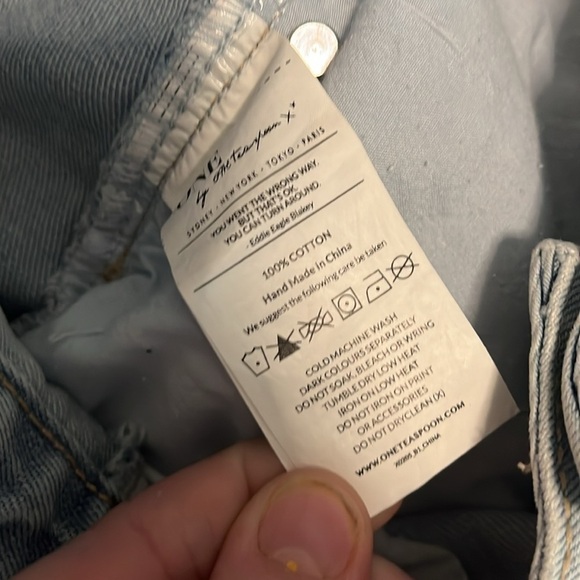 ONE
by oneteaspoon x
SYDNEY · NEW YORK · TOKYO · PARIS
YOU WENT THE WRONG WAY.
BUT THAT'S OK.
YOU CAN TURN AROUND.
- Eddie Eagle Blakey
100% COTTON
Hand Made in China
We suggest the following care be taken
COLD MACHINE WASH
DARK COLOURS SEPARATELY
DO NOT SOAK, BLEACH OR WRING
TUMBLE DRY LOW HEAT
IRON ON LOW HEAT
DO NOT IRON ON PRINT
OR ACCESSORIES
DO NOT DRYCLEAN (X)
WWW.ONETEASPOON.COM